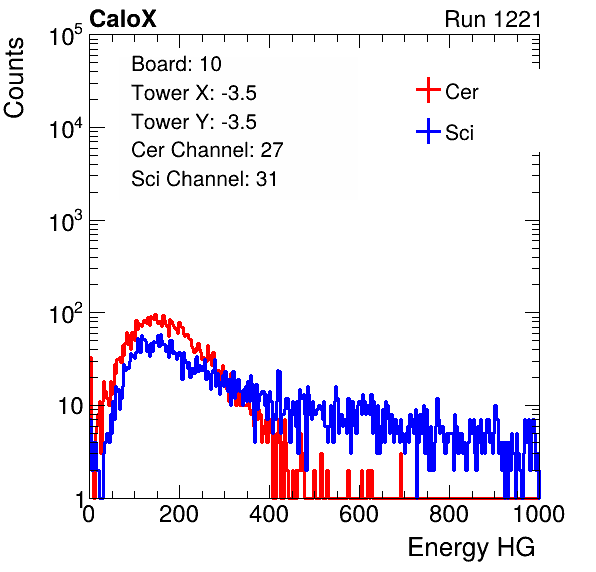 CaloX Run 1221
Counts
10^5
10^4
10^3
10^2
10
1
Board: 10
Tower X: -3.5
Tower Y: -3.5
Cer Channel: 27
Sci Channel: 31
Cer
Sci
0 200 400 600 800 1000
Energy HG